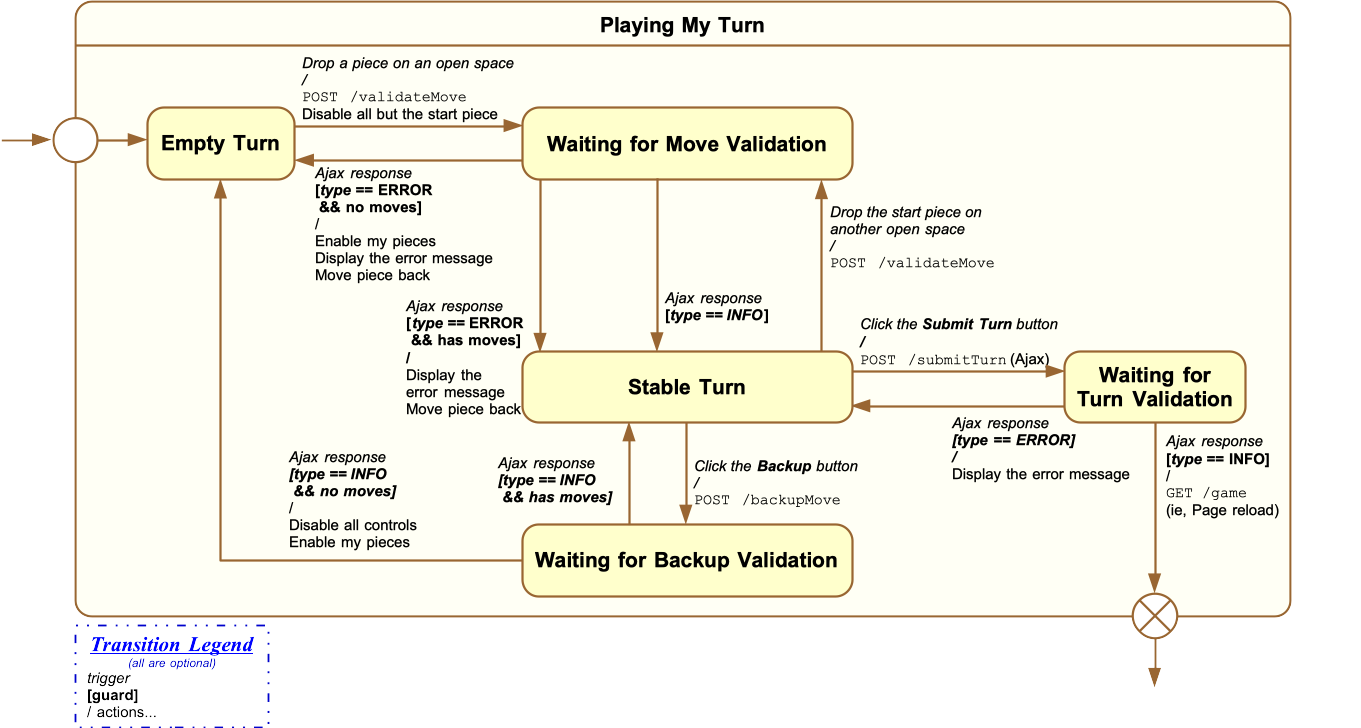 Playing My Turn
Drop a piece on an open space
/
POST /validateMove
Disable all but the start piece
Empty Turn
Waiting for Move Validation
Ajax response
[type == ERROR
&& no moves]
/
Enable my pieces
Display the error message
Move piece back
Drop the start piece on
another open space
/
POST /validateMove
Ajax response
[type == ERROR
&& has moves]
/
Display the
error message
Move piece back
Ajax response
[type == INFO]
Click the Submit Turn button
/
POST /submitTurn (Ajax)
Stable Turn
Waiting for
Turn Validation
Ajax response
[type == ERROR]
/
Display the error message
Ajax response
[type == INFO]
/
GET /game
(ie, Page reload)
Ajax response
[type == INFO
&& no moves]
/
Disable all controls
Enable my pieces
Ajax response
[type == INFO
&& has moves]
Click the Backup button
/
POST /backupMove
Waiting for Backup Validation
Transition Legend
(all are optional)
trigger
[guard]
/ actions...